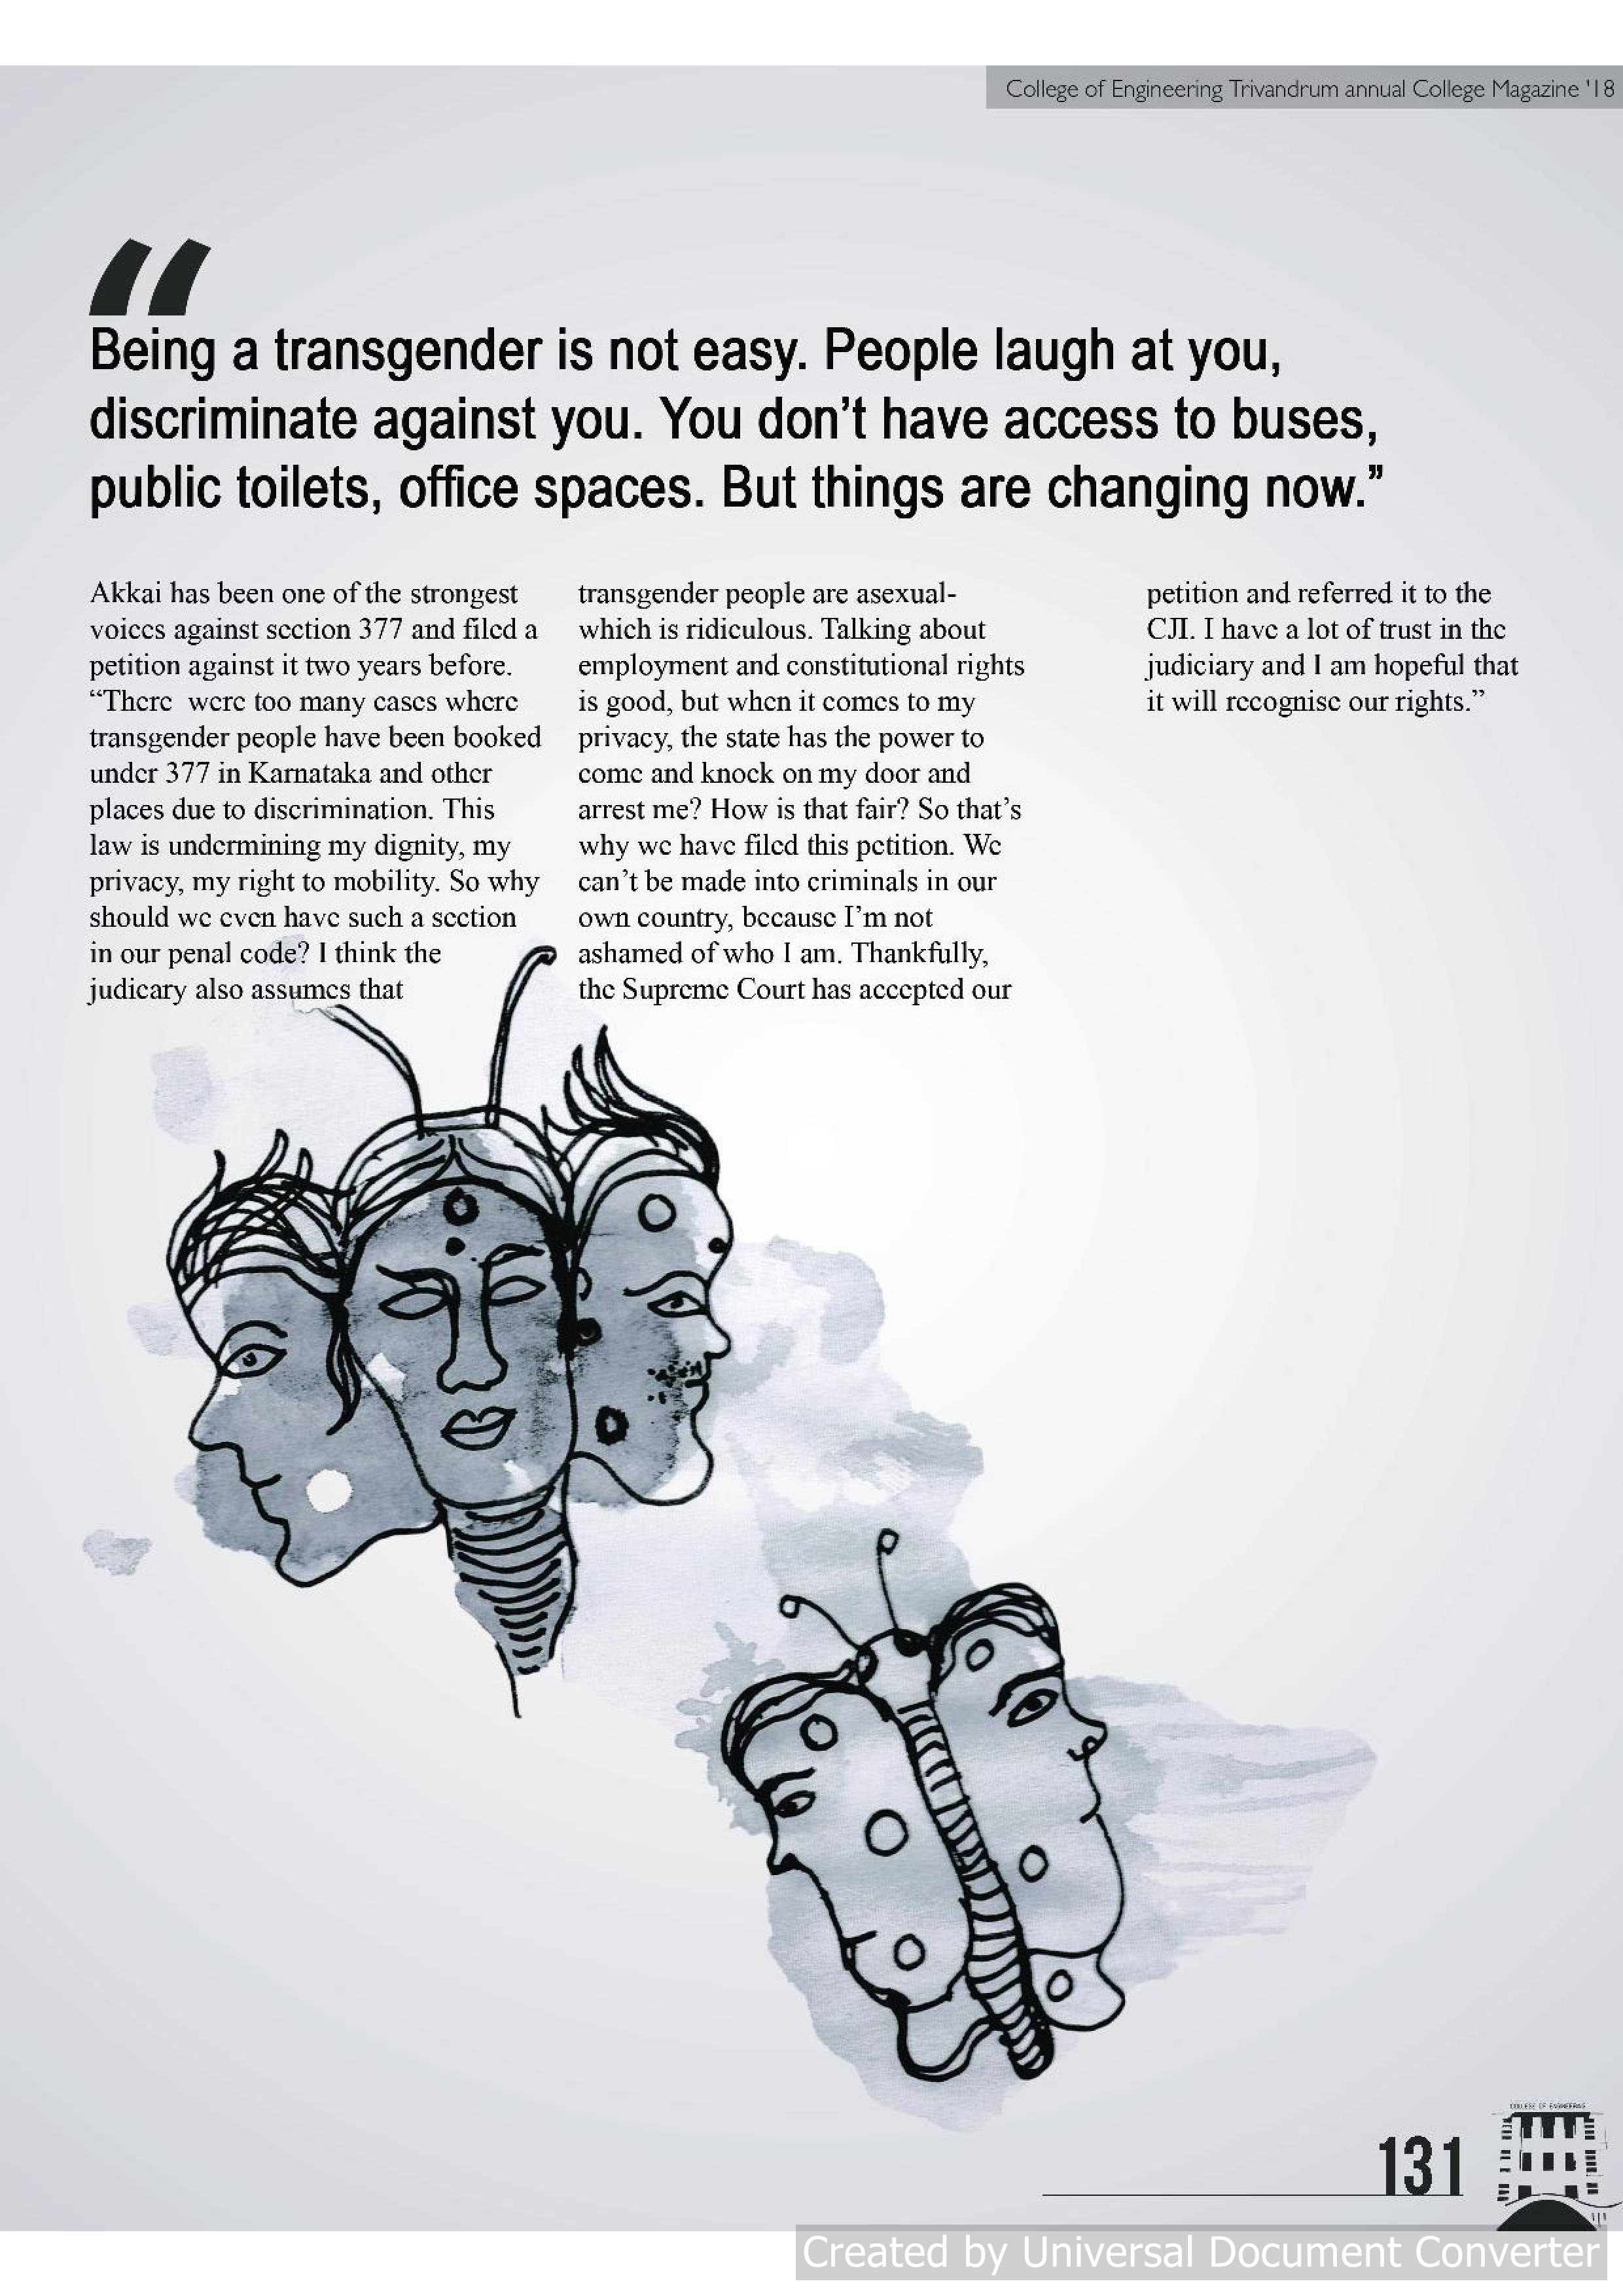 College of Engineering Trivandrum annual College Magazine '18
“
Being a transgender is not easy. People laugh at you,
discriminate against you. You don’t have access to buses,
public toilets, office spaces. But things are changing now.”
Akkai has been one of the strongest
voices against section 377 and filed a
petition against it two years before.
“There  were too many cases where
transgender people have been booked
under 377 in Karnataka and other
places due to discrimination. This
law is undermining my dignity, my
privacy, my right to mobility. So why
should we even have such a section
in our penal code? I think the
judicary also assumes that
transgender people are asexual-
which is ridiculous. Talking about
employment and constitutional rights
is good, but when it comes to my
privacy, the state has the power to
come and knock on my door and
arrest me? How is that fair? So that’s
why we have filed this petition. We
can’t be made into criminals in our
own country, because I’m not
ashamed of who I am. Thankfully,
the Supreme Court has accepted our
petition and referred it to the
CJI. I have a lot of trust in the
judiciary and I am hopeful that
it will recognise our rights.”
COLLEGE OF ENGINEERING
131
Created by Universal Document Converter